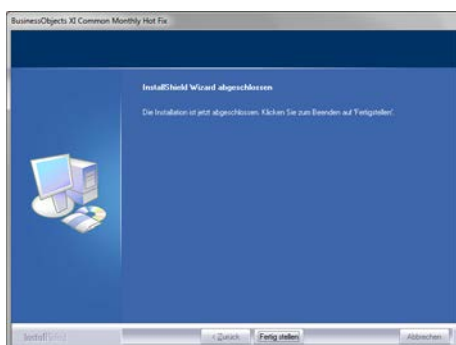 BusinessObjects XI Common Monthly Hot Fix
InstallShield Wizard abgeschlossen
Die Installation ist jetzt abgeschlossen. Klicken Sie zum Beenden auf 'Fertigstellen'.
InstallShield
< Zurück
Fertig stellen
Abbrechen